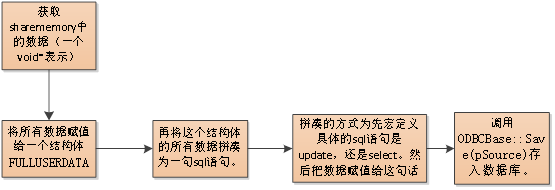 获取
sharememory中
的数据（一个
void*表示）
将所有数据赋值
给一个结构体
FULLUSERDATA
再将这个结构体
的所有数据拼凑
为一句sql语句。
拼凑的方式为先宏定义
具体的sql语句是
update，还是select。然
后把数据赋值给这句话
调用
ODBCBase::Sav
e(pSource)存
入数据库。